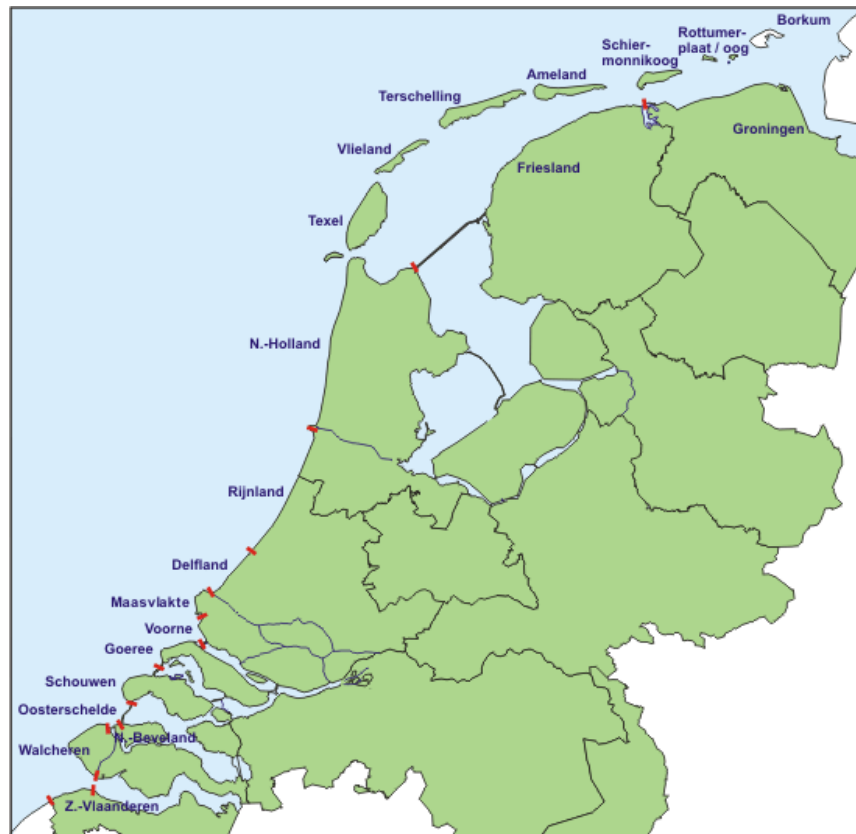 Borkum
Rottumer-
plaat / oog
Schier-
monnikoog
Ameland
Terschelling
Groningen
Vlieland
Friesland
Texel
N.-Holland
Rijnland
Delfland
Maasvlakte
Voorne
Goeree
Schouwen
Oosterschelde
N.-Beveland
Walcheren
Z.-Vlaanderen